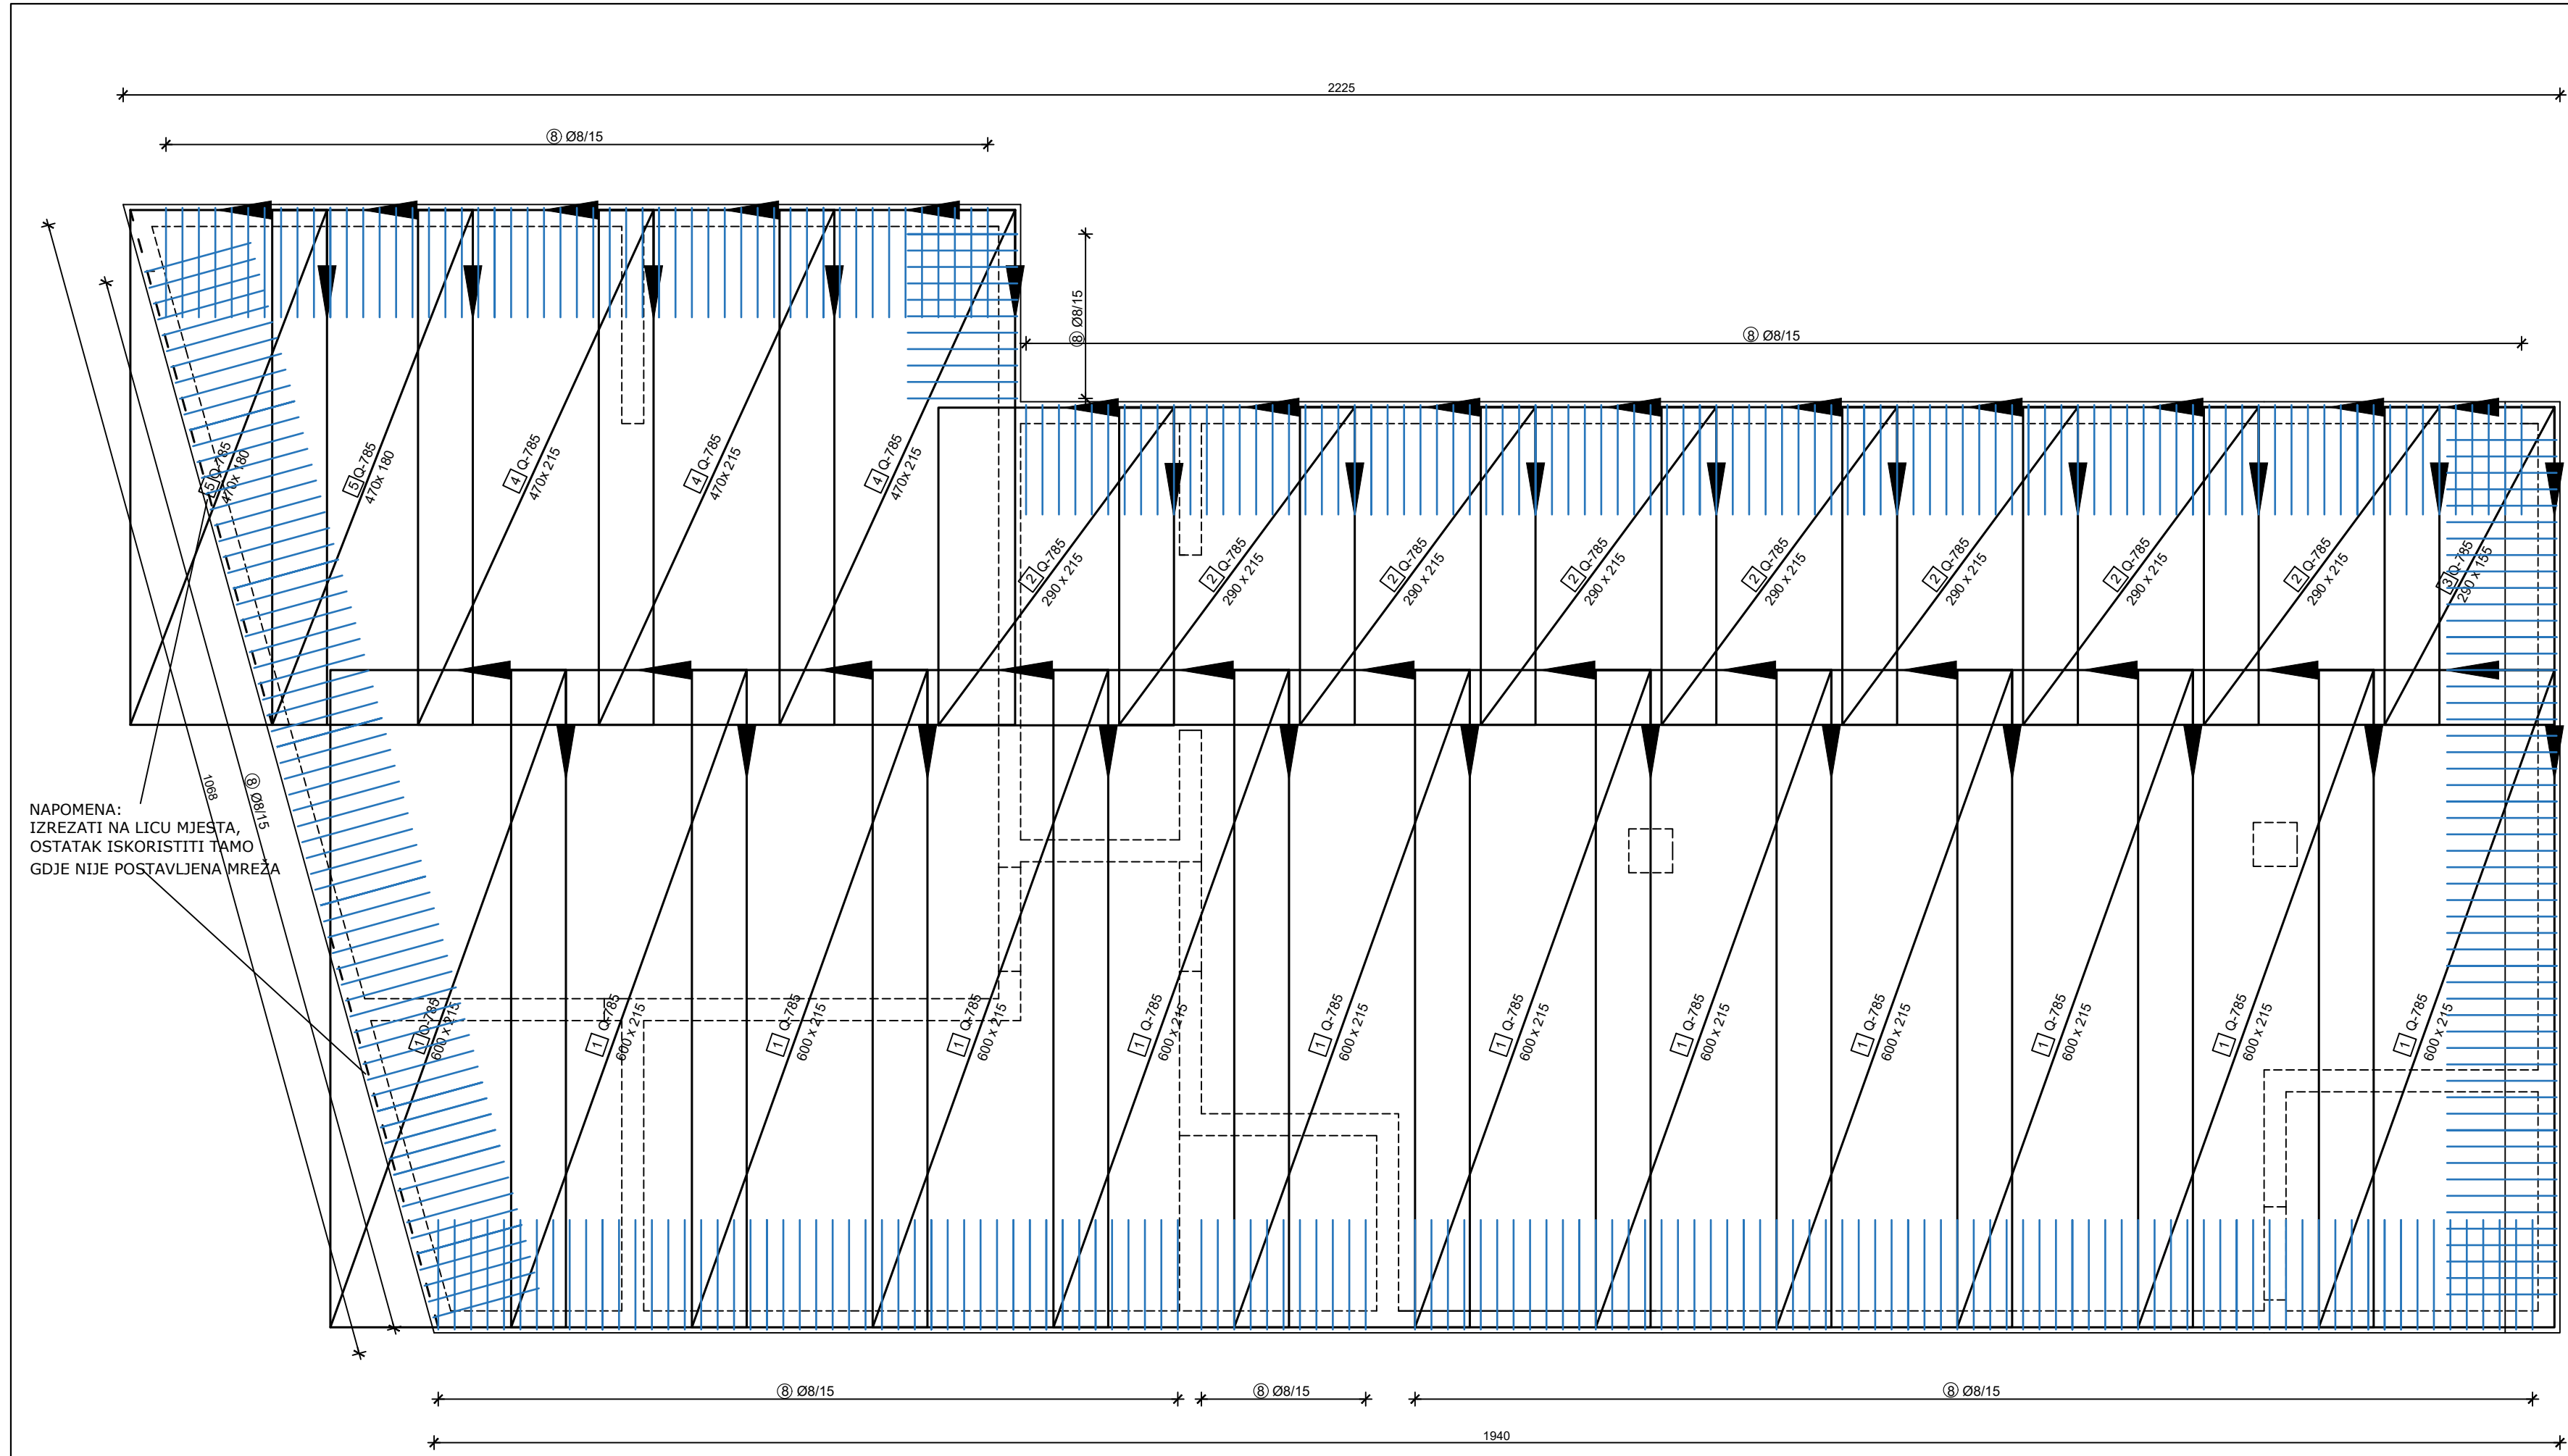 2225
⑧ Ø8/15
⑧ Ø8/15
⑧ Ø8/15
5 Q-785
470x 180
5 Q-785
470x 180
4 Q-785
470x 215
4 Q-785
470x 215
4 Q-785
470x 215
2 Q-785
290 x 215
2 Q-785
290 x 215
2 Q-785
290 x 215
2 Q-785
290 x 215
2 Q-785
290 x 215
2 Q-785
290 x 215
2 Q-785
290 x 215
2 Q-785
290 x 215
3 Q-785
290 x 155
1068
⑧ Ø8/15
NAPOMENA:
IZREZATI NA LICU MJESTA,
OSTATAK ISKORISTITI TAMO
GDJE NIJE POSTAVLJENA MREŽA
1 Q-785
600 x 215
1 Q-785
600 x 215
1 Q-785
600 x 215
1 Q-785
600 x 215
1 Q-785
600 x 215
1 Q-785
600 x 215
1 Q-785
600 x 215
1 Q-785
600 x 215
1 Q-785
600 x 215
1 Q-785
600 x 215
1 Q-785
600 x 215
1 Q-785
600 x 215
⑧ Ø8/15
⑧ Ø8/15
⑧ Ø8/15
1940